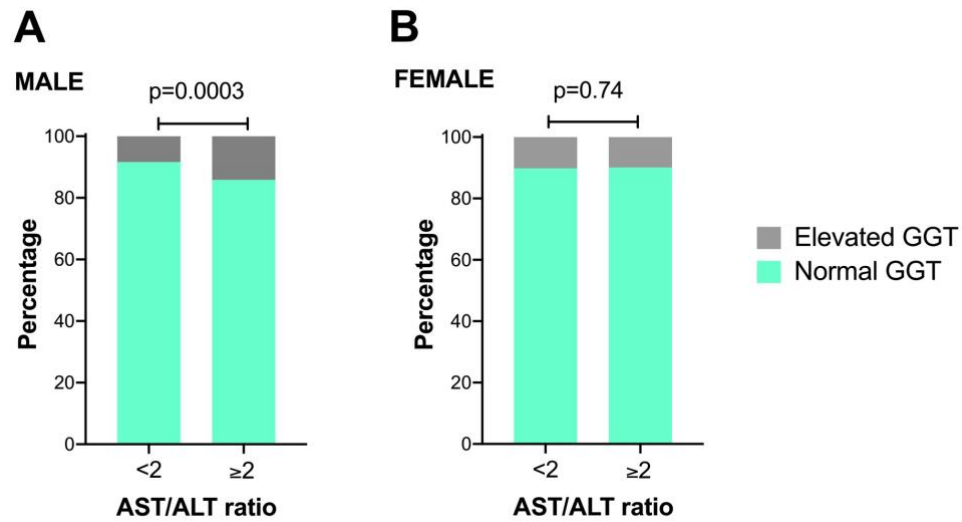 A
MALE
p=0.0003
100
80
60
40
20
0
Percentage
<2
≥2
AST/ALT ratio
B
FEMALE
p=0.74
100
80
60
40
20
0
Percentage
<2
≥2
AST/ALT ratio
Elevated GGT
Normal GGT